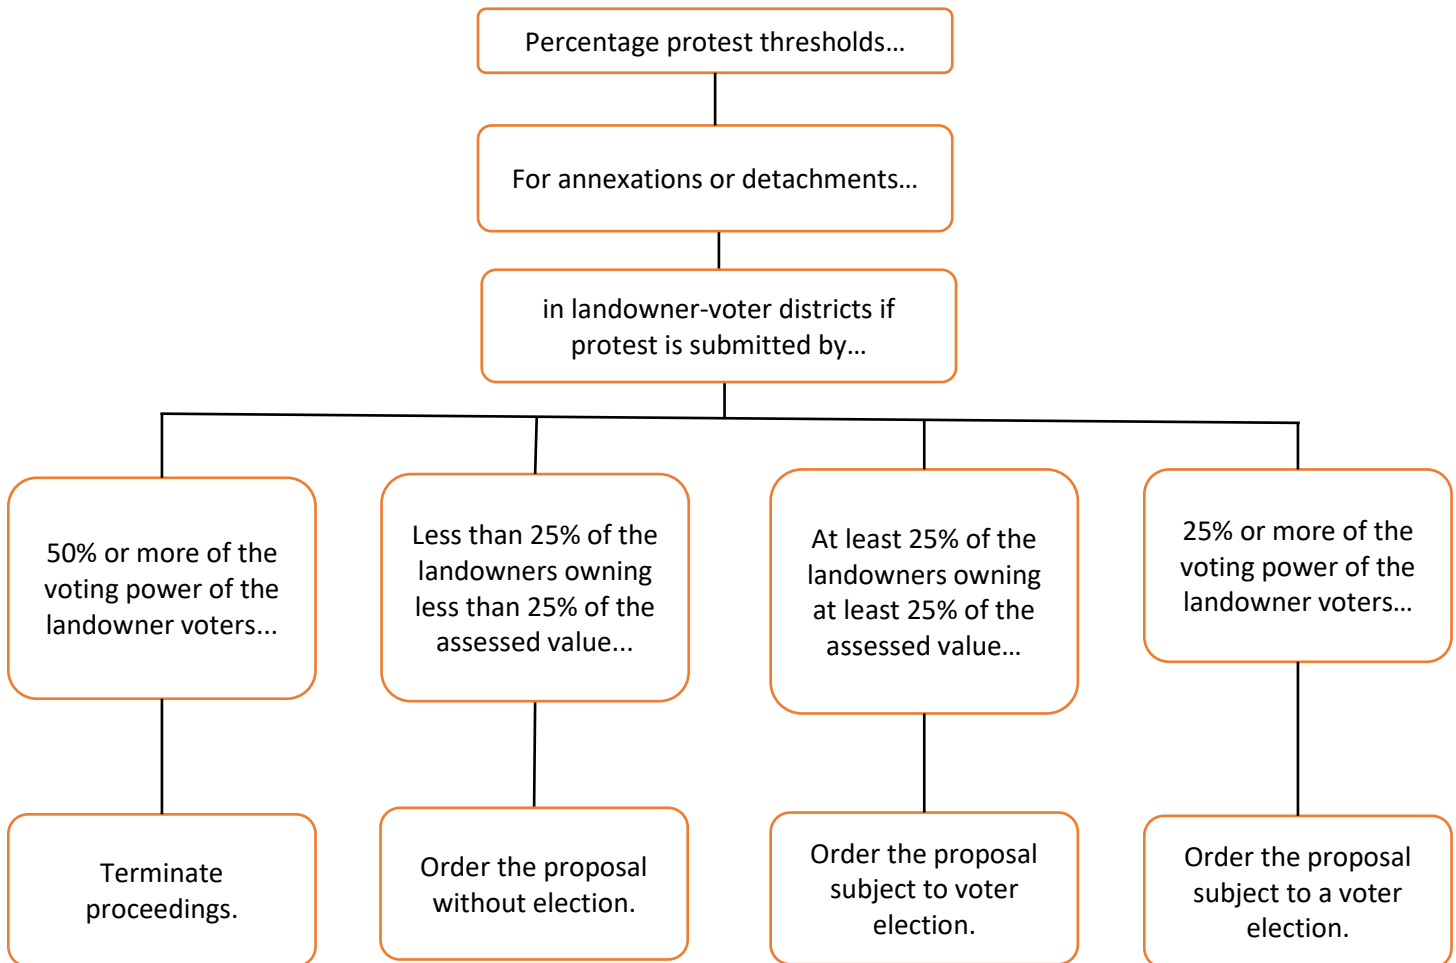 Percentage protest thresholds…
For annexations or detachments…
in landowner-voter districts if
protest is submitted by…
50% or more of the
voting power of the
landowner voters...
Less than 25% of the
landowners owning
less than 25% of the
assessed value...
At least 25% of the
landowners owning
at least 25% of the
assessed value…
25% or more of the
voting power of the
landowner voters…
Terminate
proceedings.
Order the proposal
without election.
Order the proposal
subject to voter
election.
Order the proposal
subject to a voter
election.